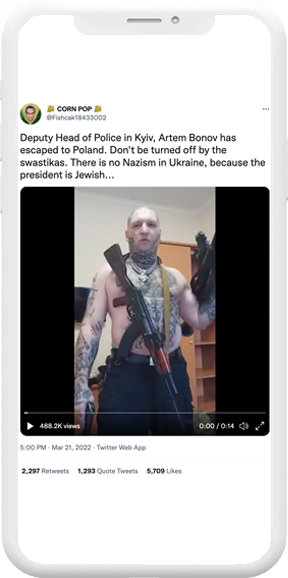 🌽 CORN POP 🌽
@Fishcak18433002
Deputy Head of Police in Kyiv, Artem Bonov has
escaped to Poland. Don't be turned off by the
swastikas. There is no Nazism in Ukraine, because the
president is Jewish...
488.2K views
0:00 / 0:14
5:00 PM · Mar 21, 2022 · Twitter Web App
2,297 Retweets 1,293 Quote Tweets 5,709 Likes